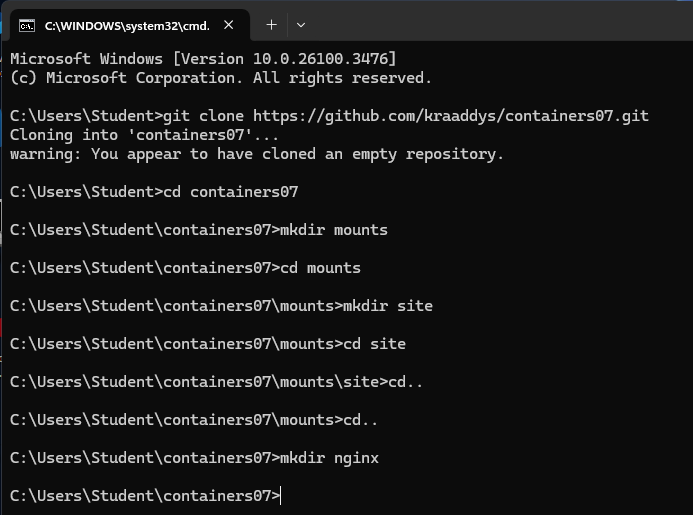 C:\WINDOWS\system32\cmd.
Microsoft Windows [Version 10.0.26100.3476]
(c) Microsoft Corporation. All rights reserved.
C:\Users\Student>git clone https://github.com/kraaddys/containers07.git
Cloning into 'containers07'...
warning: You appear to have cloned an empty repository.
C:\Users\Student>cd containers07
C:\Users\Student\containers07>mkdir mounts
C:\Users\Student\containers07>cd mounts
C:\Users\Student\containers07\mounts>mkdir site
C:\Users\Student\containers07\mounts>cd site
C:\Users\Student\containers07\mounts\site>cd..
C:\Users\Student\containers07\mounts>cd..
C:\Users\Student\containers07>mkdir nginx
C:\Users\Student\containers07>